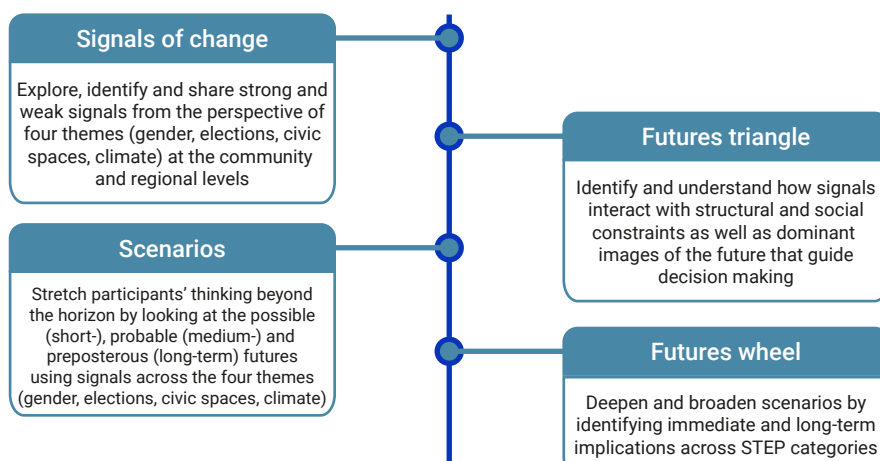 Signals of change
Explore, identify and share strong and
weak signals from the perspective of
four themes (gender, elections, civic
spaces, climate) at the community
and regional levels
Futures triangle
Identify and understand how signals
interact with structural and social
constraints as well as dominant
images of the future that guide
decision making
Scenarios
Stretch participants’ thinking beyond
the horizon by looking at the possible
(short-), probable (medium-) and
preposterous (long-term) futures
using signals across the four themes
(gender, elections, civic spaces, climate)
Futures wheel
Deepen and broaden scenarios by
identifying immediate and long-term
implications across STEP categories